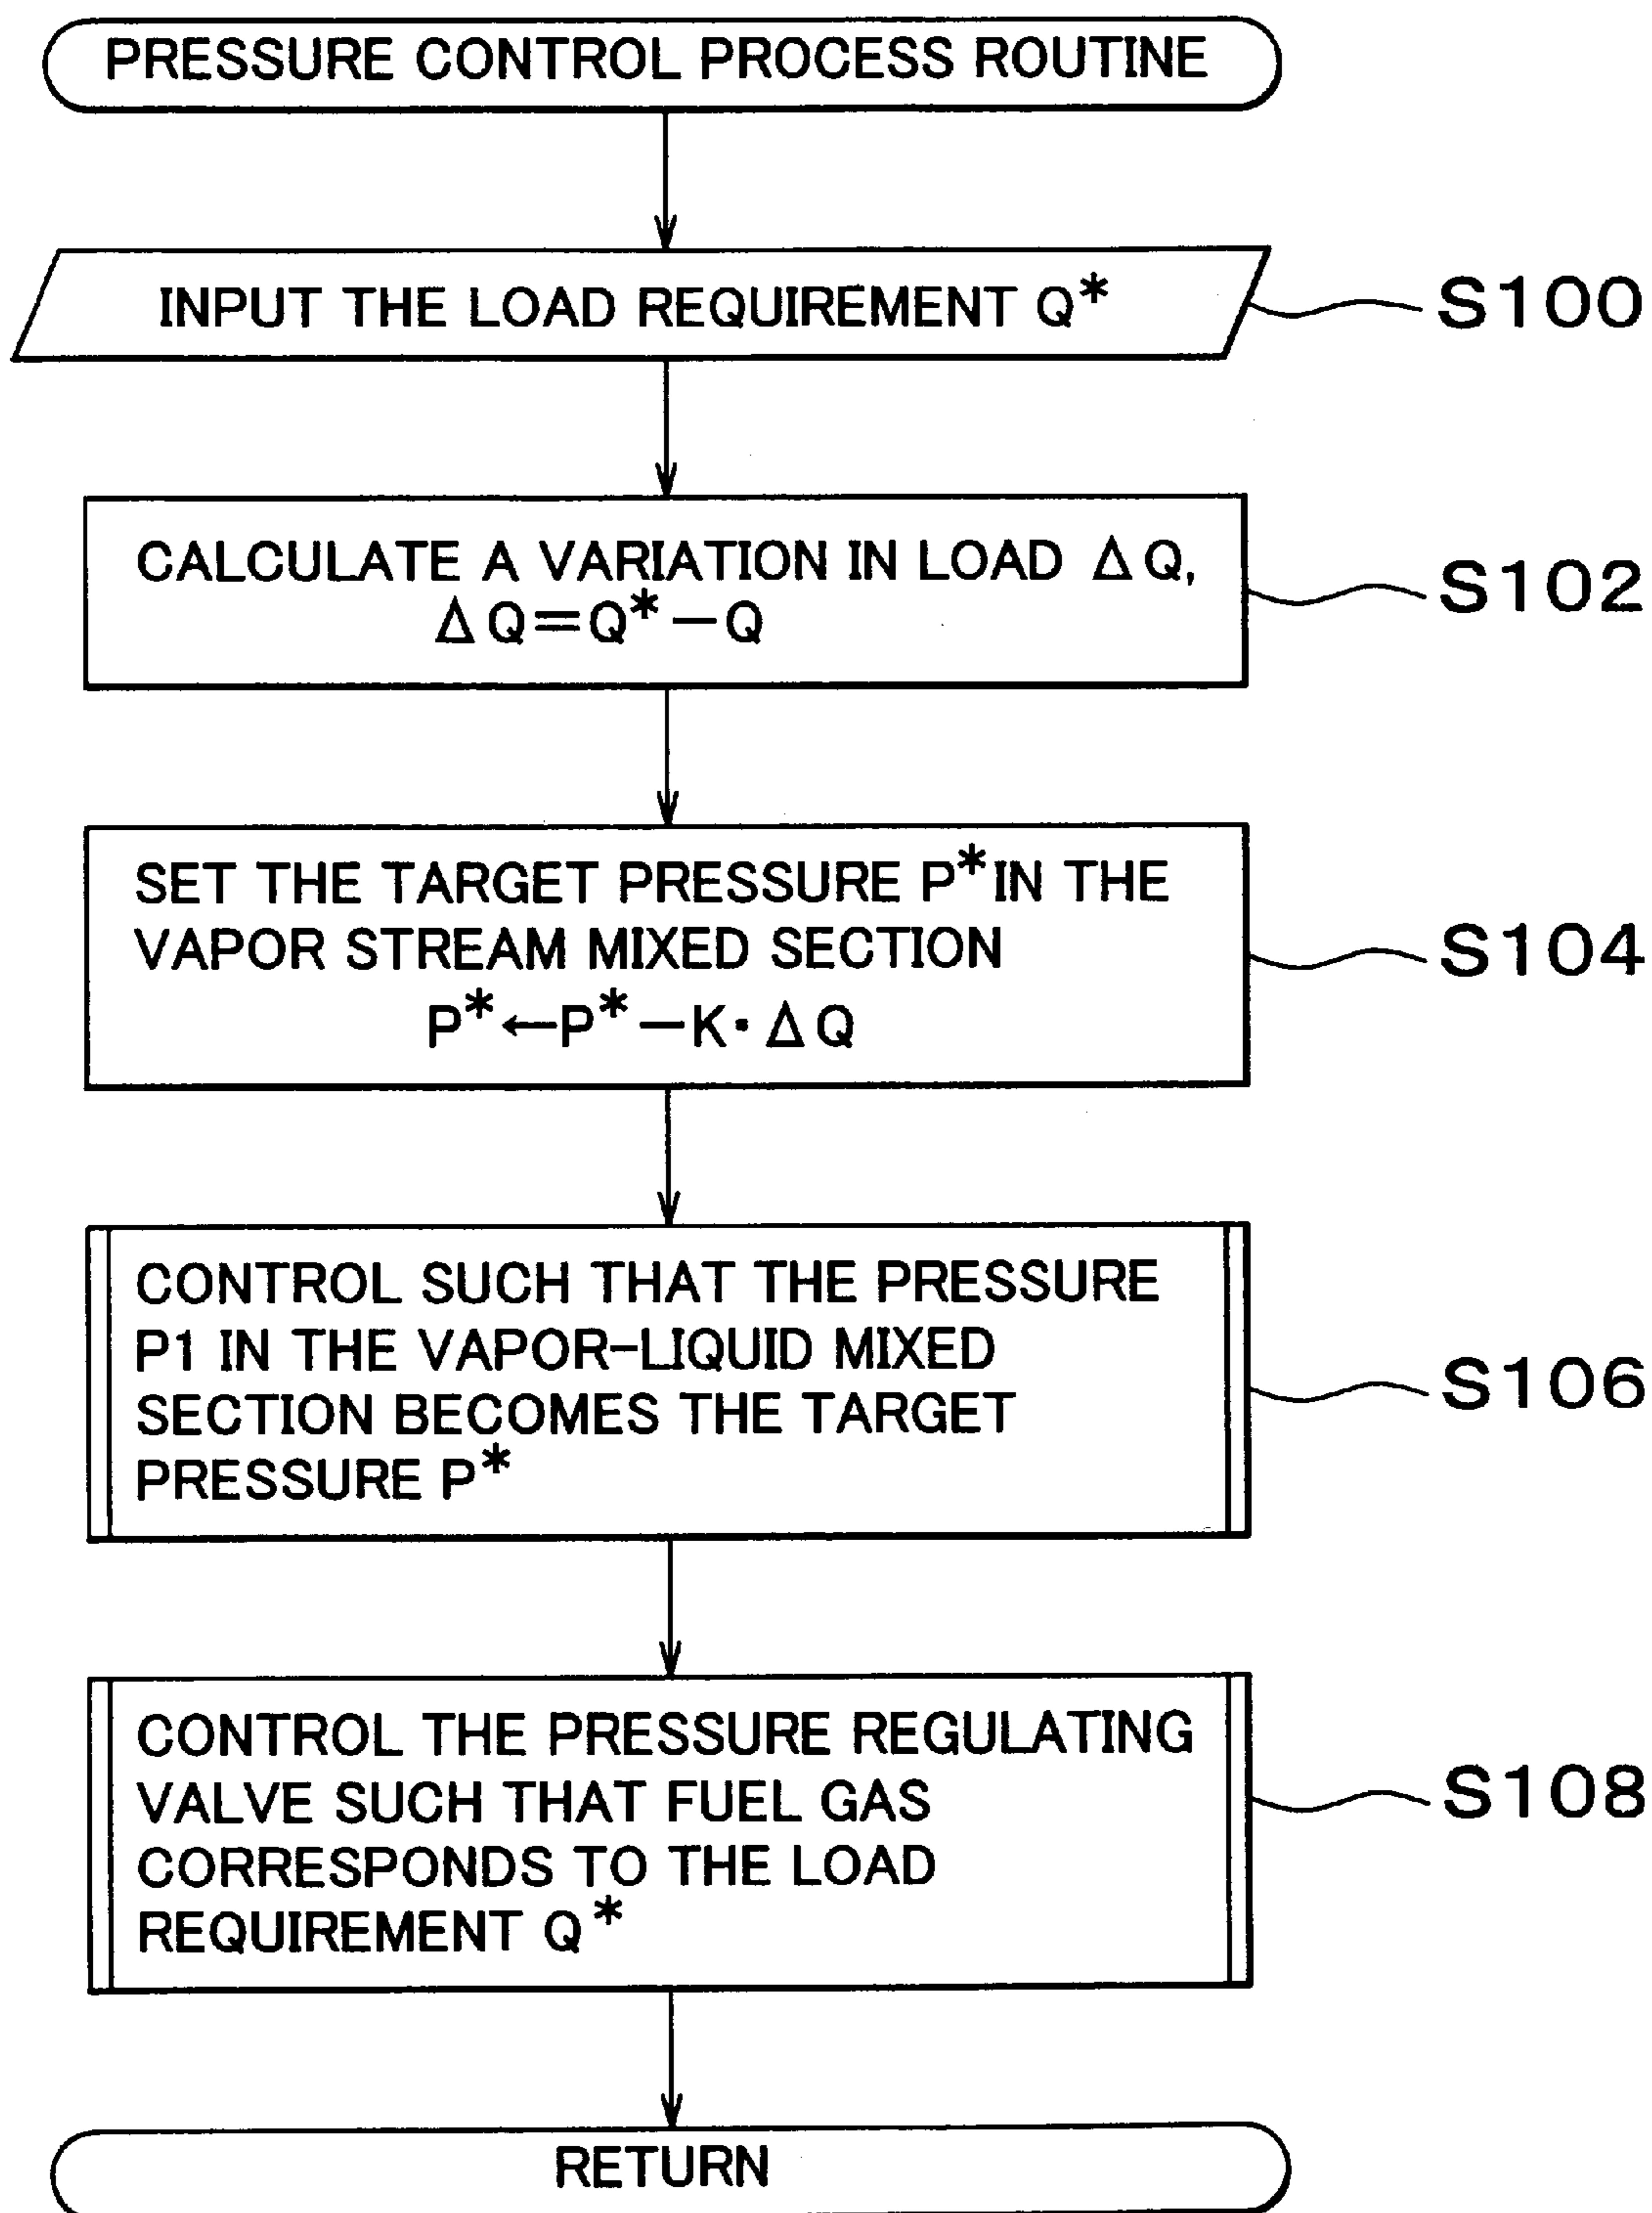 PRESSURE CONTROL PROCESS ROUTINE
INPUT THE LOAD REQUIREMENT Q*
S100
CALCULATE A VARIATION IN LOAD ΔQ,
ΔQ=Q*−Q
S102
SET THE TARGET PRESSURE P* IN THE
VAPOR STREAM MIXED SECTION
P*←P*−K・ΔQ
S104
CONTROL SUCH THAT THE PRESSURE
P1 IN THE VAPOR-LIQUID MIXED
SECTION BECOMES THE TARGET
PRESSURE P*
S106
CONTROL THE PRESSURE REGULATING
VALVE SUCH THAT FUEL GAS
CORRESPONDS TO THE LOAD
REQUIREMENT Q*
S108
RETURN